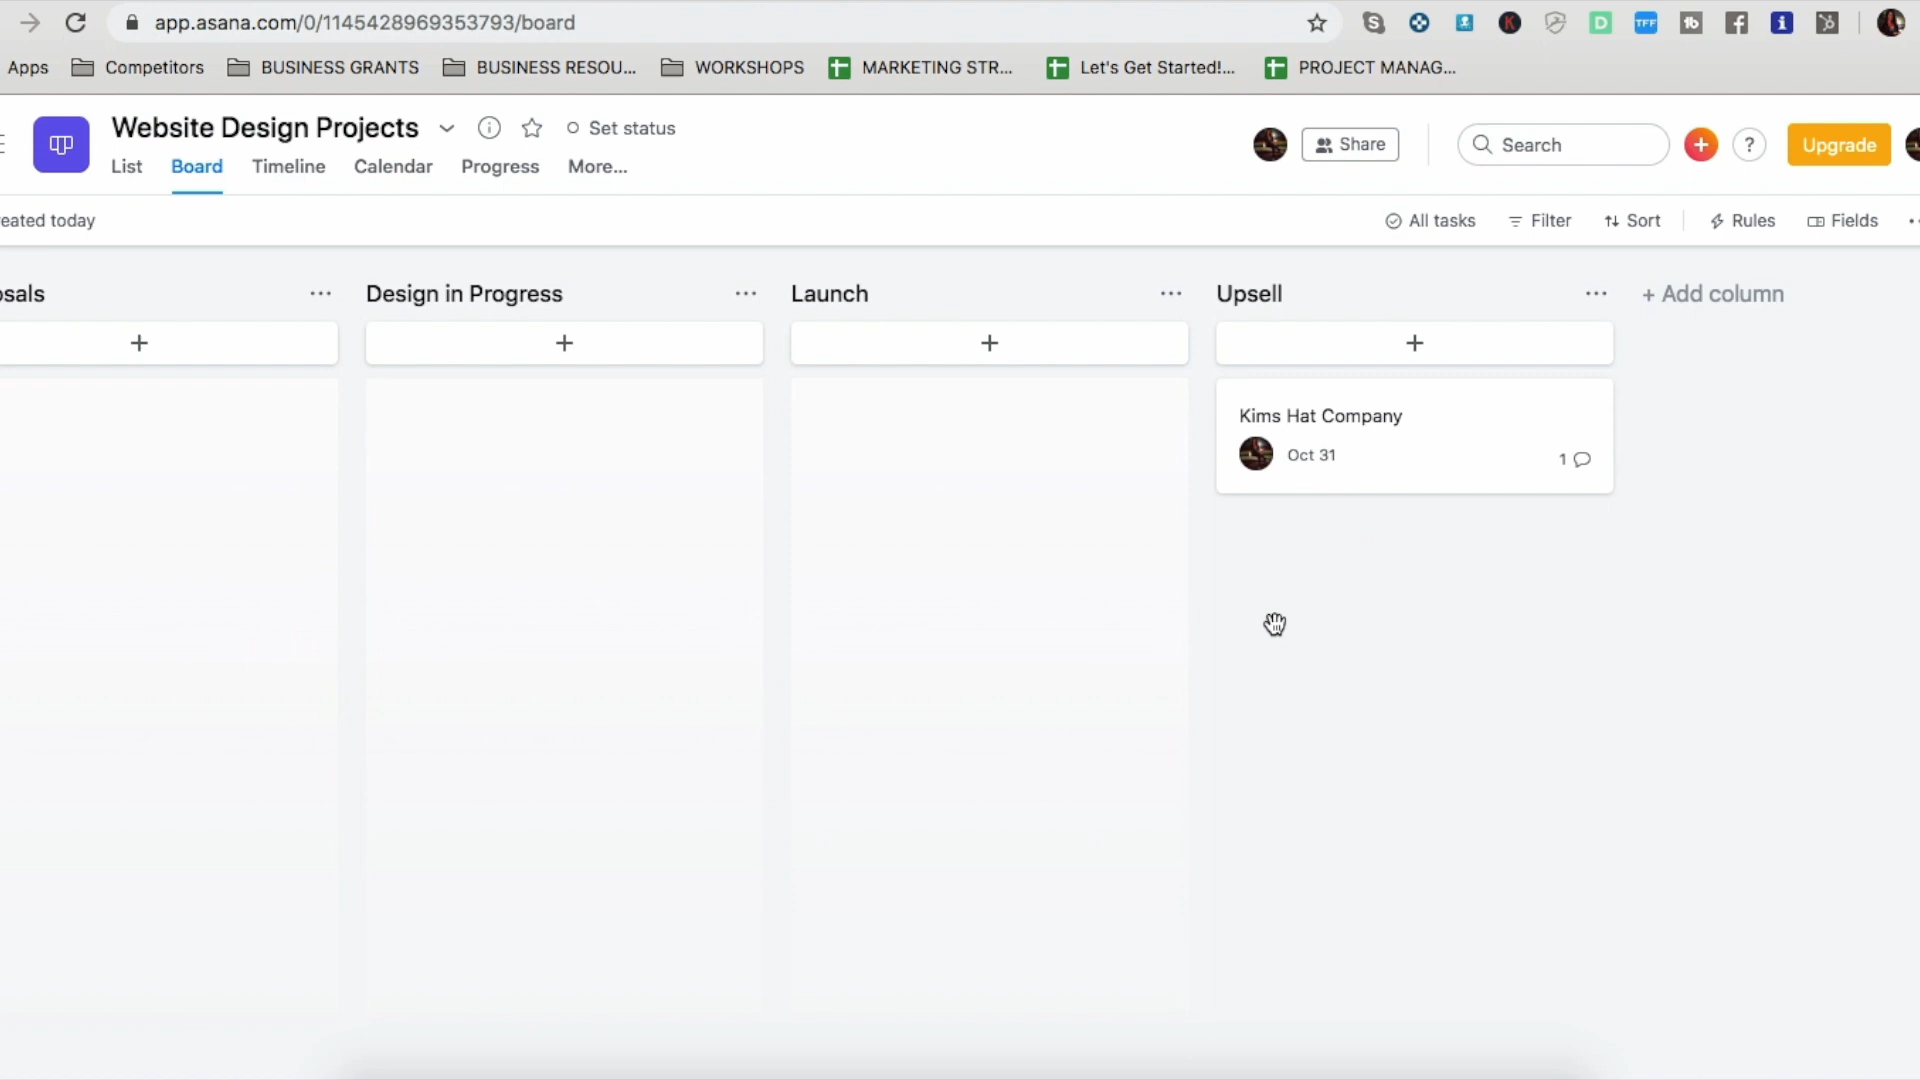 app.asana.com/0/1145428969353793/board
Apps Competitors BUSINESS GRANTS BUSINESS RESOU... WORKSHOPS MARKETING STR... Let's Get Started!... PROJECT MANAG...
Website Design Projects Set status
Share Search Upgrade
List Board Timeline Calendar Progress More...
eated today All tasks Filter Sort Rules Fields
osals Design in Progress Launch Upsell + Add column
Kims Hat Company
Oct 31 1